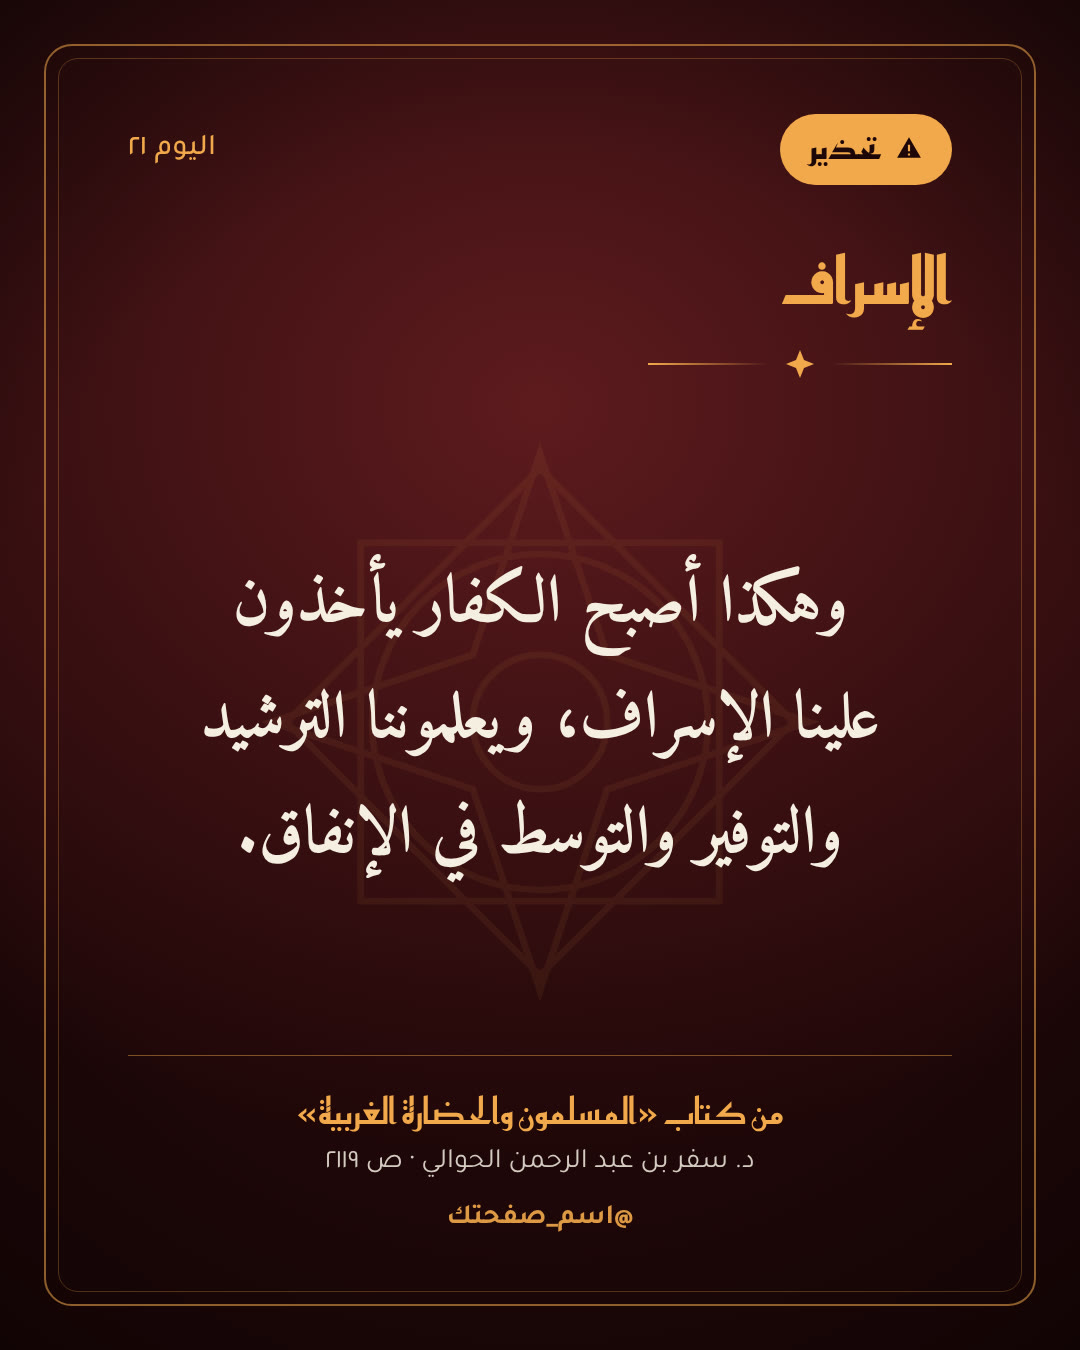 تحذير
اليوم ٢١
الإسراف
وهكذا أصبح الكفار يأخذون
علينا الإسراف، ويعلموننا الترشيد
والتوفير والتوسط في الإنفاق.
من كتاب «المسلمون والحضارة الغربية»
د. سفر بن عبد الرحمن الحوالي · ص ٢١١٩
@اسم_صفحتك